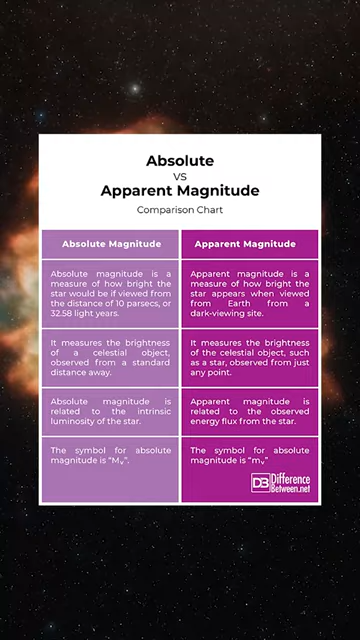 Absolute
VS
Apparent Magnitude
Comparison Chart
Absolute Magnitude
Apparent Magnitude
Absolute magnitude is a
measure of how bright the
star would be if viewed from
the distance of 10 parsecs, or
32.58 light years.
Apparent magnitude is a
measure of how bright the
star appears when viewed
from Earth from a
dark-viewing site.
It measures the brightness
of a celestial object,
observed from a standard
distance away.
It measures the brightness
of the celestial object, such
as a star, observed from just
any point.
Absolute magnitude is
related to the intrinsic
luminosity of the star.
Apparent magnitude is
related to the observed
energy flux from the star.
The symbol for absolute
magnitude is “Mᵥ”.
The symbol for absolute
magnitude is “mᵥ”
DB Difference
Between.net